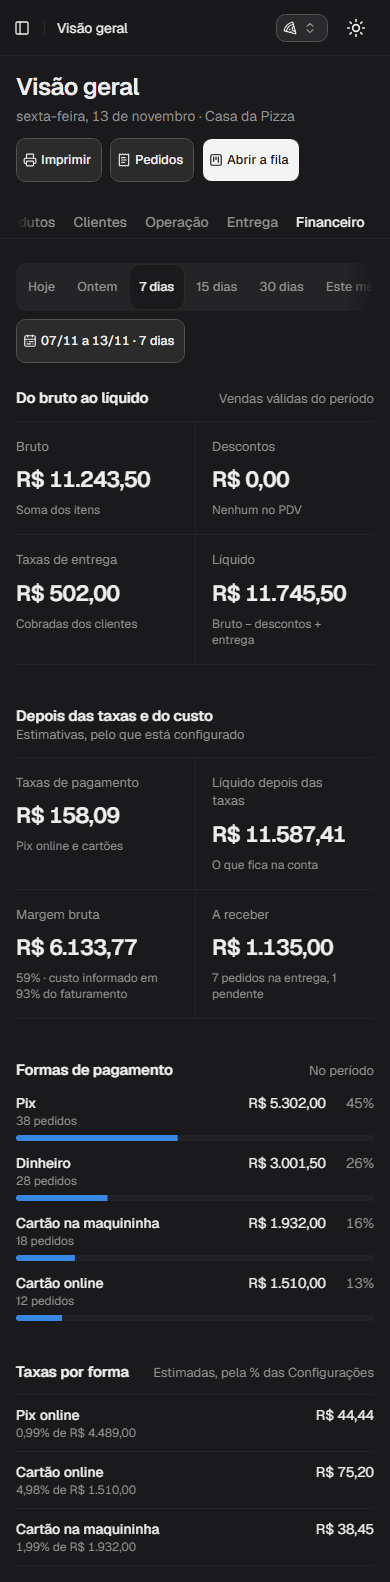 Visão geral
Visão geral
sexta-feira, 13 de novembro · Casa da Pizza
Imprimir
Pedidos
Abrir a fila
dutos Clientes Operação Entrega Financeiro
Hoje Ontem 7 dias 15 dias 30 dias Este mê
07/11 a 13/11 · 7 dias
Do bruto ao líquido
Vendas válidas do período
Bruto
R$ 11.243,50
Soma dos itens
Descontos
R$ 0,00
Nenhum no PDV
Taxas de entrega
R$ 502,00
Cobradas dos clientes
Líquido
R$ 11.745,50
Bruto − descontos +
entrega
Depois das taxas e do custo
Estimativas, pelo que está configurado
Taxas de pagamento
R$ 158,09
Pix online e cartões
Líquido depois das
taxas
R$ 11.587,41
O que fica na conta
Margem bruta
R$ 6.133,77
59% · custo informado em
93% do faturamento
A receber
R$ 1.135,00
7 pedidos na entrega, 1
pendente
Formas de pagamento
No período
Pix R$ 5.302,00 45%
38 pedidos
Dinheiro R$ 3.001,50 26%
28 pedidos
Cartão na maquininha R$ 1.932,00 16%
18 pedidos
Cartão online R$ 1.510,00 13%
12 pedidos
Taxas por forma
Estimadas, pela % das Configurações
Pix online R$ 44,44
0,99% de R$ 4.489,00
Cartão online R$ 75,20
4,98% de R$ 1.510,00
Cartão na maquininha R$ 38,45
1,99% de R$ 1.932,00